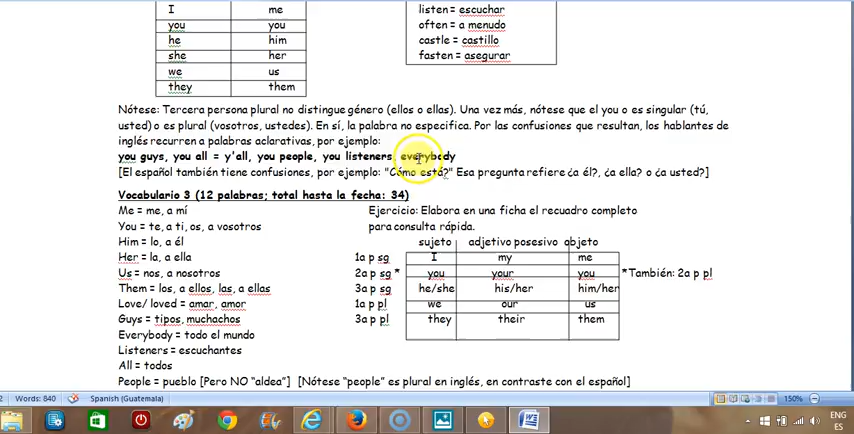 I me
you you
he him
she her
we us
they them
listen = escuchar
often = a menudo
castle = castillo
fasten = asegurar
Nótese: Tercera persona plural no distingue género (ellos o ellas). Una vez más, nótese que el you o es singular (tú,
usted) o es plural (vosotros, ustedes). En sí, la palabra no especifica. Por las confusiones que resultan, los hablantes de
inglés recurren a palabras aclarativas, por ejemplo:
you guys, you all = y'all, you people, you listeners, everybody
[El español también tiene confusiones, por ejemplo: "Cómo está?" Esa pregunta refiere ¿a él?, ¿a ella? o ¿a usted?]
Vocabulario 3 (12 palabras; total hasta la fecha: 34)
Me = me, a mí
You = te, a ti, os, a vosotros
Him = lo, a él
Her = la, a ella
Us = nos, a nosotros
Them = los, a ellos, las, a ellas
Love/ loved = amar, amor
Guys = tipos, muchachos
Everybody = todo el mundo
Listeners = escuchantes
All = todos
People = pueblo [Pero NO "aldea"] [Nótese "people" es plural en inglés, en contraste con el español]
Ejercicio: Elabora en una ficha el recuadro completo
para consulta rápida.
sujeto adjetivo posesivo objeto
1a p sg I my me
2a p sg * you your you *También: 2a p pl
3a p sg he/she his/her him/her
1a p pl we our us
3a p pl they their them
2 Words: 840 Spanish (Guatemala) 150%
ENG
ES